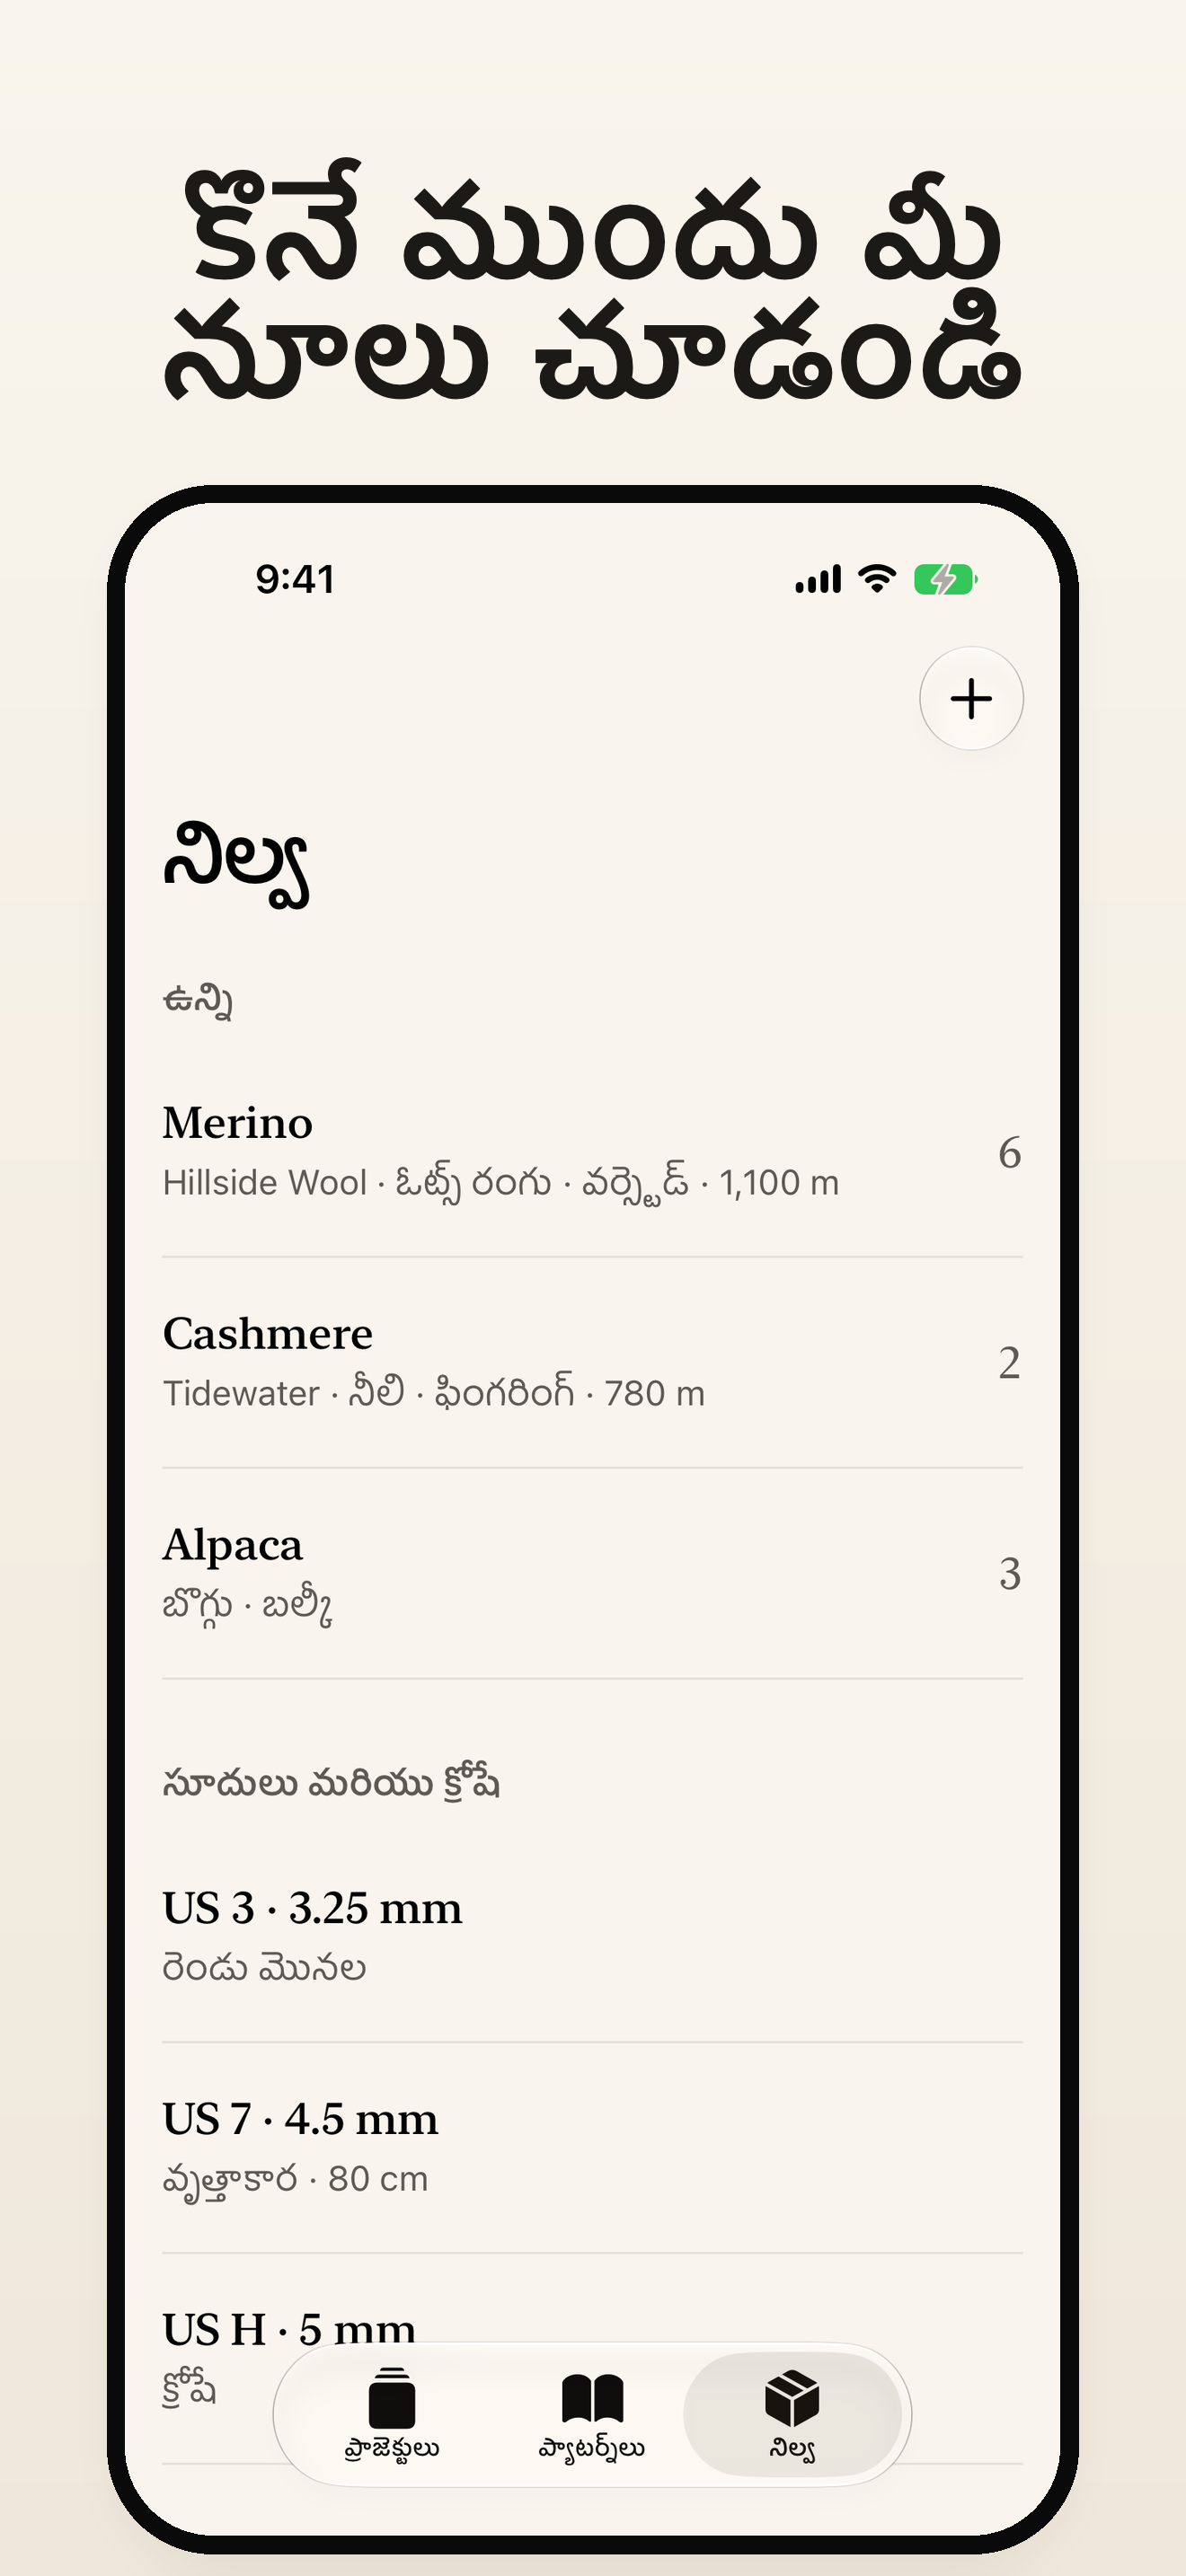 కొనే ముందు మీ
నూలు చూడండి
9:41
నిల్వ
ఉన్ని
Merino
6
Hillside Wool · ఓట్స్ రంగు · వర్స్టెడ్ · 1,100 m
Cashmere
2
Tidewater · నీలి · ఫింగరింగ్ · 780 m
Alpaca
3
బొగ్గు · బల్కీ
సూదులు మరియు క్రోషే
US 3 · 3.25 mm
రెండు మొనల
US 7 · 4.5 mm
వృత్తాకార · 80 cm
US H · 5 mm
క్రోషే
ప్రాజెక్టులు
ప్యాటర్న్‌లు
నిల్వ